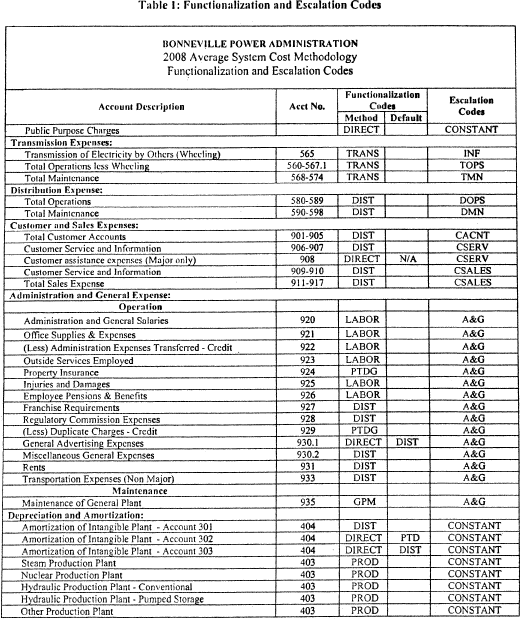 Table 1: Functionalization and Escalation Codes
BONNEVILLE POWER ADMINISTRATION
2008 Average System Cost Methodology
Functionalization and Escalation Codes
Account Description Acct No. Functionalization Codes Escalation Codes
Method Default
Public Purpose Charges DIRECT CONSTANT
Transmission Expenses:
Transmission of Electricity by Others (Wheeling) 565 TRANS INF
Total Operations less Wheeling 560-567.1 TRANS TOPS
Total Maintenance 568-574 TRANS TMN
Distribution Expense:
Total Operations 580-589 DIST DOPS
Total Maintenance 590-598 DIST DMN
Customer and Sales Expenses:
Total Customer Accounts 901-905 DIST CACNT
Customer Service and Information 906-907 DIST CSERV
Customer assistance expenses (Major only) 908 DIRECT N/A CSERV
Customer Service and Information 909-910 DIST CSALES
Total Sales Expense 911-917 DIST CSALES
Administration and General Expense:
Operation
Administration and General Salaries 920 LABOR A&G
Office Supplies & Expenses 921 LABOR A&G
(Less) Administration Expenses Transferred - Credit 922 LABOR A&G
Outside Services Employed 923 LABOR A&G
Property Insurance 924 PTDG A&G
Injuries and Damages 925 LABOR A&G
Employee Pensions & Benefits 926 LABOR A&G
Franchise Requirements 927 DIST A&G
Regulatory Commission Expenses 928 DIST A&G
(Less) Duplicate Charges - Credit 929 PTDG A&G
General Advertising Expenses 930.1 DIRECT DIST A&G
Miscellaneous General Expenses 930.2 DIST A&G
Rents 931 DIST A&G
Transportation Expenses (Non Major) 933 DIST A&G
Maintenance
Maintenance of General Plant 935 GPM A&G
Depreciation and Amortization:
Amortization of Intangible Plant - Account 301 404 DIST CONSTANT
Amortization of Intangible Plant - Account 302 404 DIRECT PTD CONSTANT
Amortization of Intangible Plant - Account 303 404 DIRECT DIST CONSTANT
Steam Production Plant 403 PROD CONSTANT
Nuclear Production Plant 403 PROD CONSTANT
Hydraulic Production Plant - Conventional 403 PROD CONSTANT
Hydraulic Production Plant - Pumped Storage 403 PROD CONSTANT
Other Production Plant 403 PROD CONSTANT